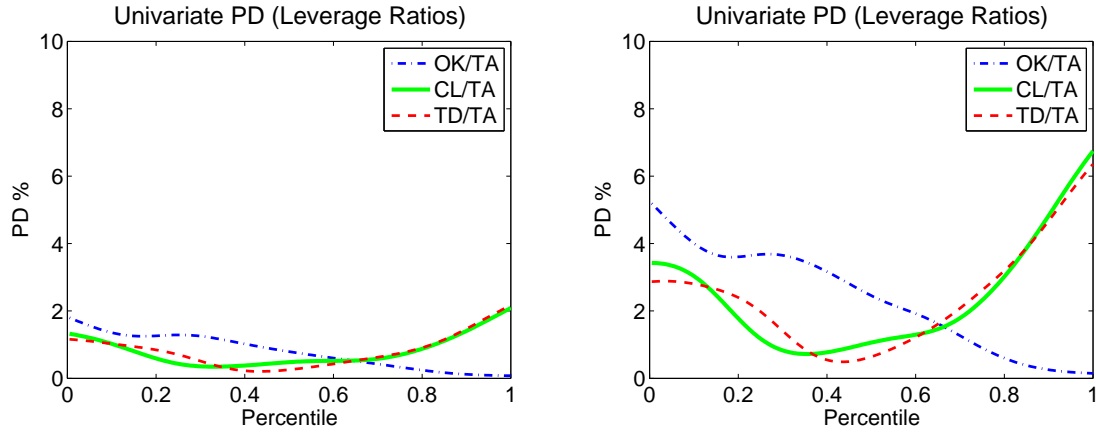 Univariate PD (Leverage Ratios)
10
8
6
4
2
0
PD %
OK/TA
CL/TA
TD/TA
0 0.2 0.4 0.6 0.8 1
Percentile
Univariate PD (Leverage Ratios)
10
8
6
4
2
0
PD %
OK/TA
CL/TA
TD/TA
0 0.2 0.4 0.6 0.8 1
Percentile